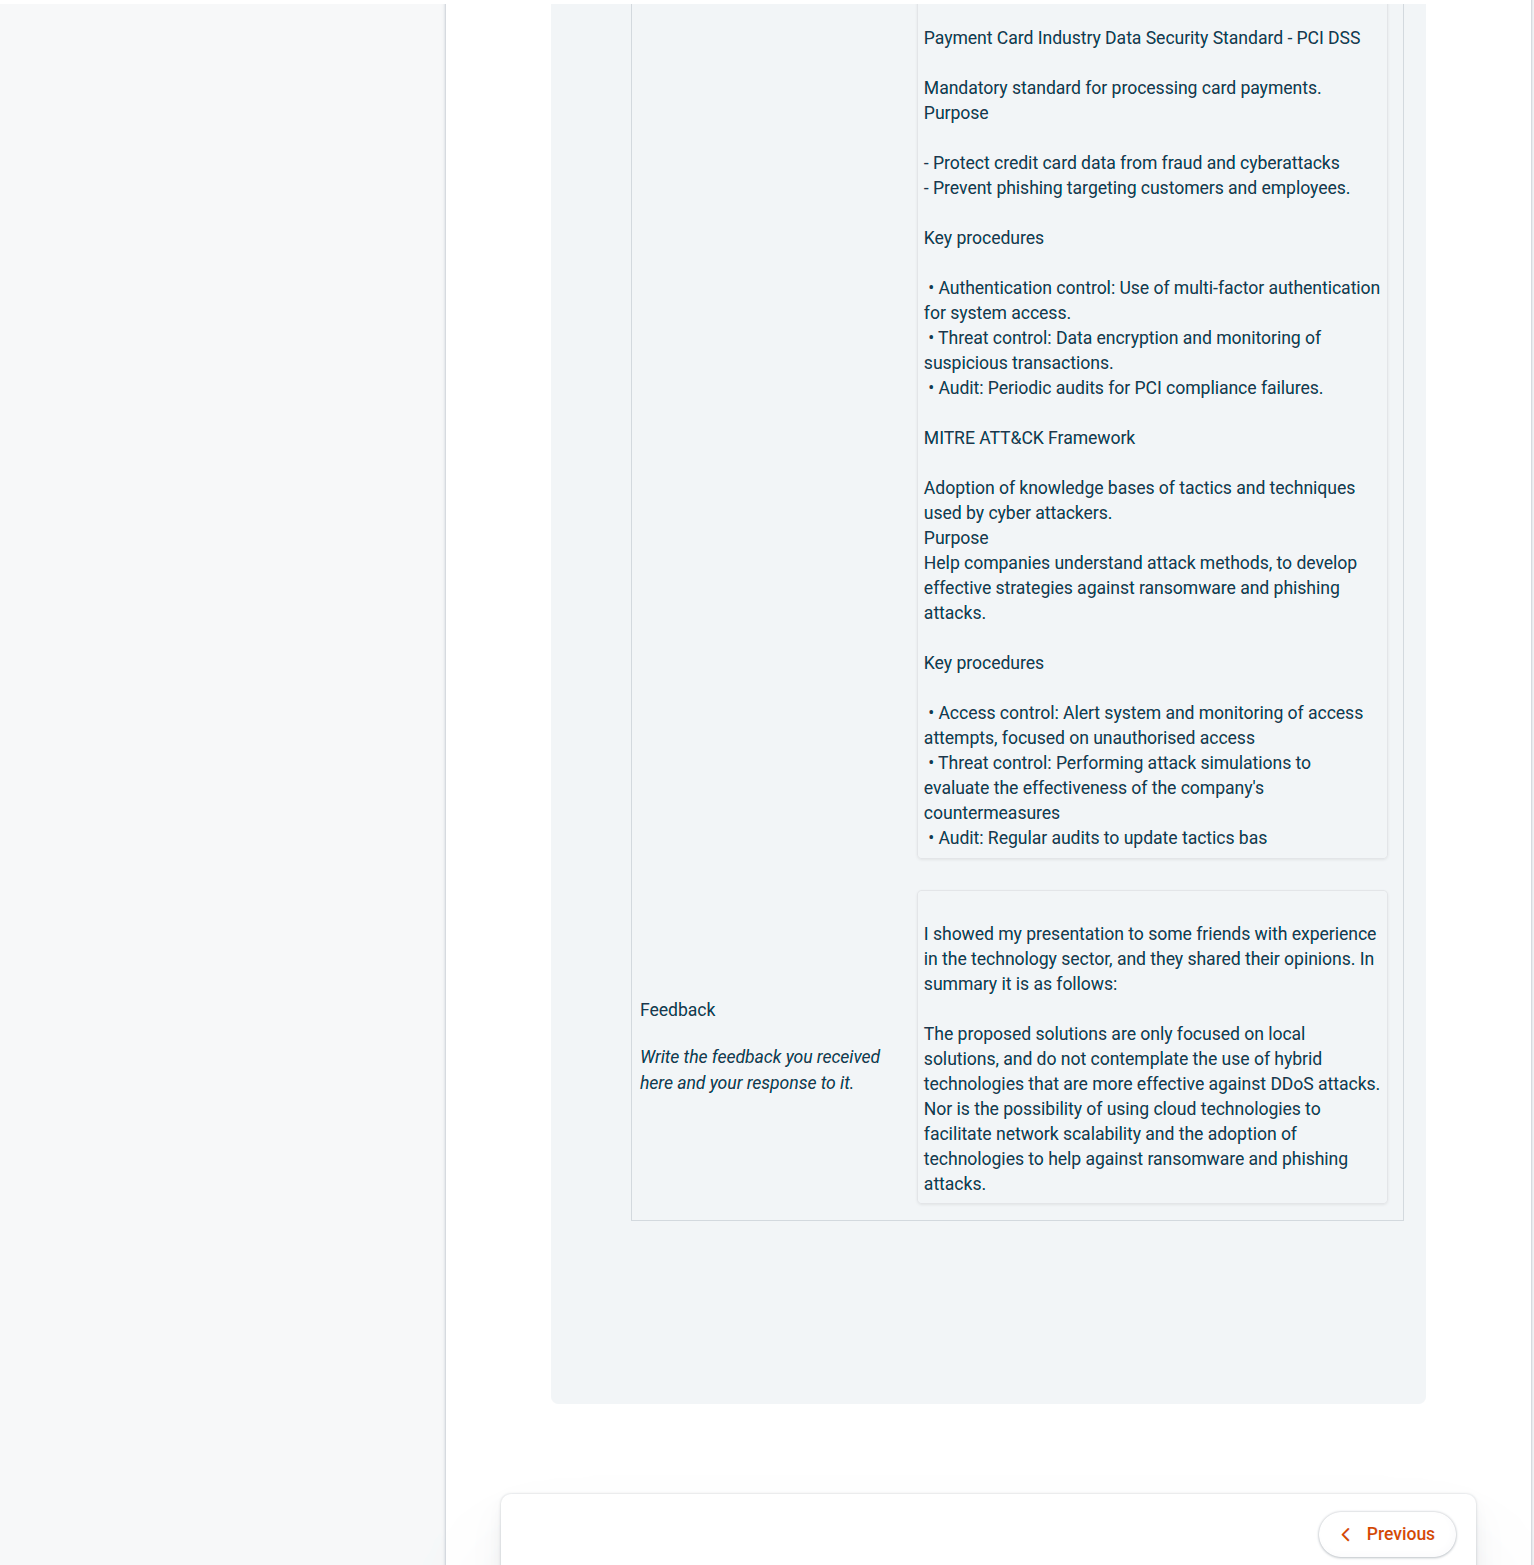 Payment Card Industry Data Security Standard - PCI DSS
Mandatory standard for processing card payments.
Purpose
- Protect credit card data from fraud and cyberattacks
- Prevent phishing targeting customers and employees.
Key procedures
• Authentication control: Use of multi-factor authentication
for system access.
• Threat control: Data encryption and monitoring of
suspicious transactions.
• Audit: Periodic audits for PCI compliance failures.
MITRE ATT&CK Framework
Adoption of knowledge bases of tactics and techniques
used by cyber attackers.
Purpose
Help companies understand attack methods, to develop
effective strategies against ransomware and phishing
attacks.
Key procedures
• Access control: Alert system and monitoring of access
attempts, focused on unauthorised access
• Threat control: Performing attack simulations to
evaluate the effectiveness of the company's
countermeasures
• Audit: Regular audits to update tactics bas
Feedback
Write the feedback you received
here and your response to it.
I showed my presentation to some friends with experience
in the technology sector, and they shared their opinions. In
summary it is as follows:
The proposed solutions are only focused on local
solutions, and do not contemplate the use of hybrid
technologies that are more effective against DDoS attacks.
Nor is the possibility of using cloud technologies to
facilitate network scalability and the adoption of
technologies to help against ransomware and phishing
attacks.
Previous